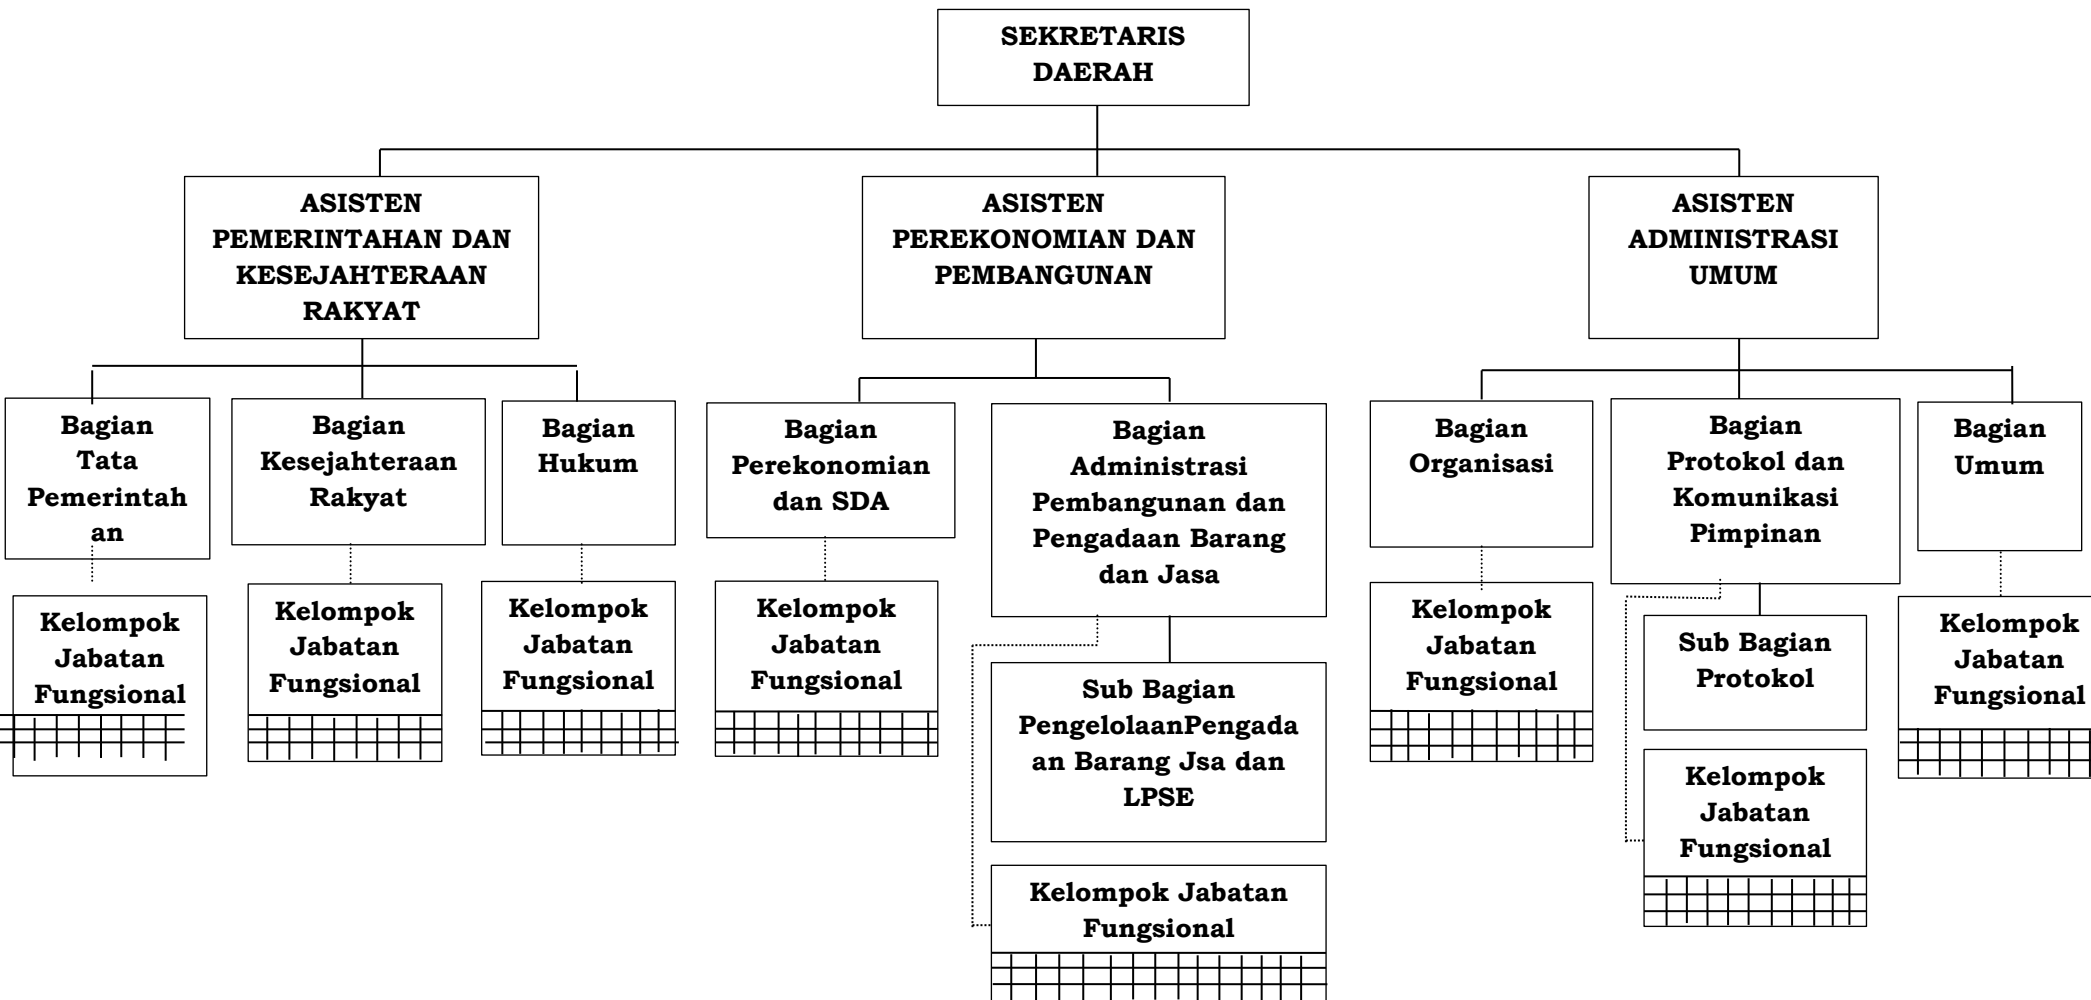 SEKRETARIS
DAERAH
ASISTEN
PEMERINTAHAN DAN
KESEJAHTERAAN
RAKYAT
ASISTEN
PEREKONOMIAN DAN
PEMBANGUNAN
ASISTEN
ADMINISTRASI
UMUM
Bagian
Tata
Pemerintah
an
Bagian
Kesejahteraan
Rakyat
Bagian
Hukum
Bagian
Perekonomian
dan SDA
Bagian
Administrasi
Pembangunan dan
Pengadaan Barang
dan Jasa
Bagian
Organisasi
Bagian
Protokol dan
Komunikasi
Pimpinan
Bagian
Umum
Kelompok
Jabatan
Fungsional
Kelompok
Jabatan
Fungsional
Kelompok
Jabatan
Fungsional
Kelompok
Jabatan
Fungsional
Sub Bagian
PengelolaanPengada
an Barang Jsa dan
LPSE
Kelompok Jabatan
Fungsional
Kelompok
Jabatan
Fungsional
Sub Bagian
Protokol
Kelompok
Jabatan
Fungsional
Kelompok
Jabatan
Fungsional